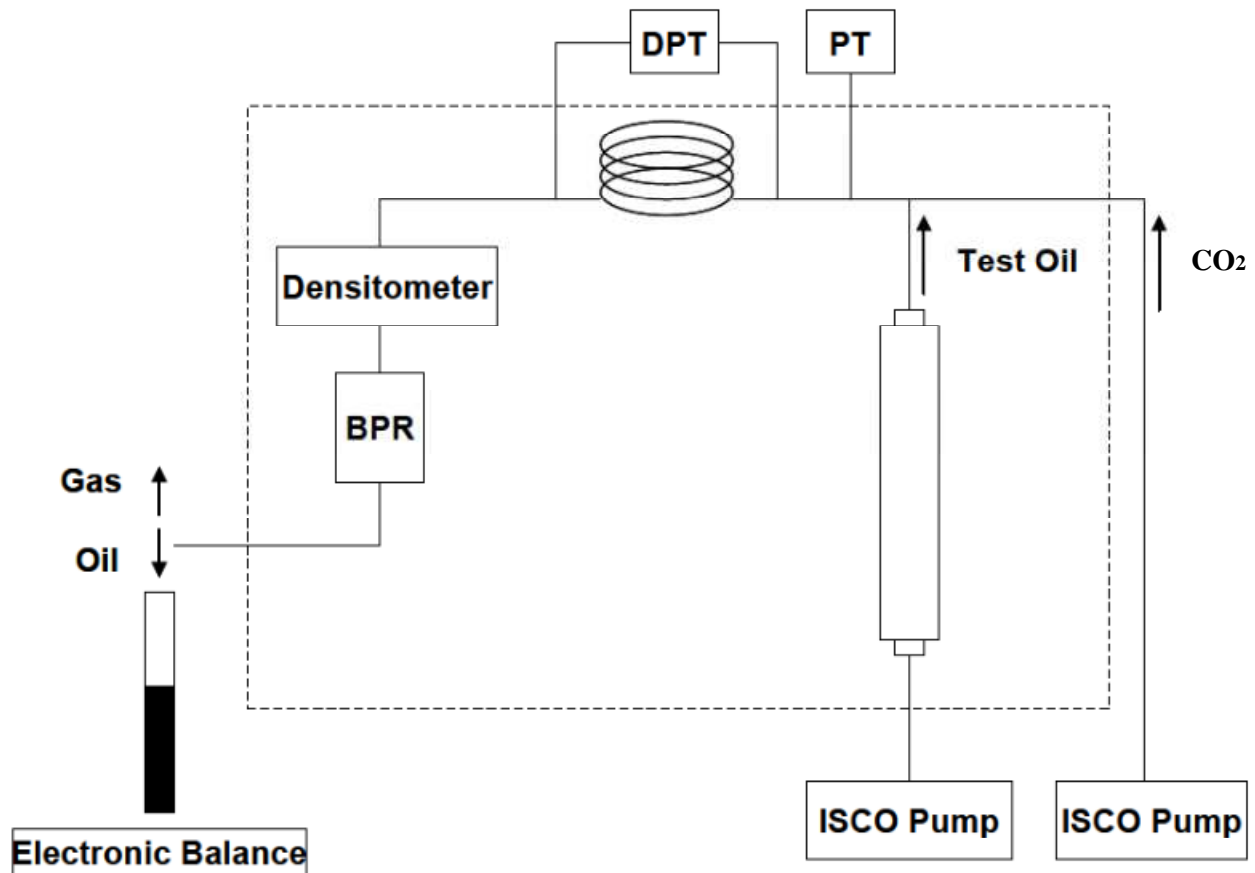 DPT
PT
Test Oil
CO2
Densitometer
BPR
Gas
Oil
ISCO Pump
ISCO Pump
Electronic Balance